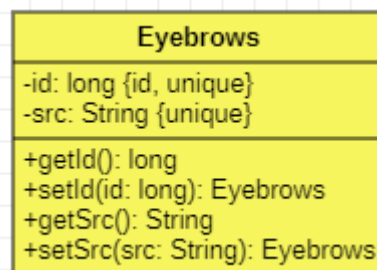 Eyebrows
-id: long {id, unique}
-src: String {unique}
+getId(): long
+setId(id: long): Eyebrows
+getSrc(): String
+setSrc(src: String): Eyebrows